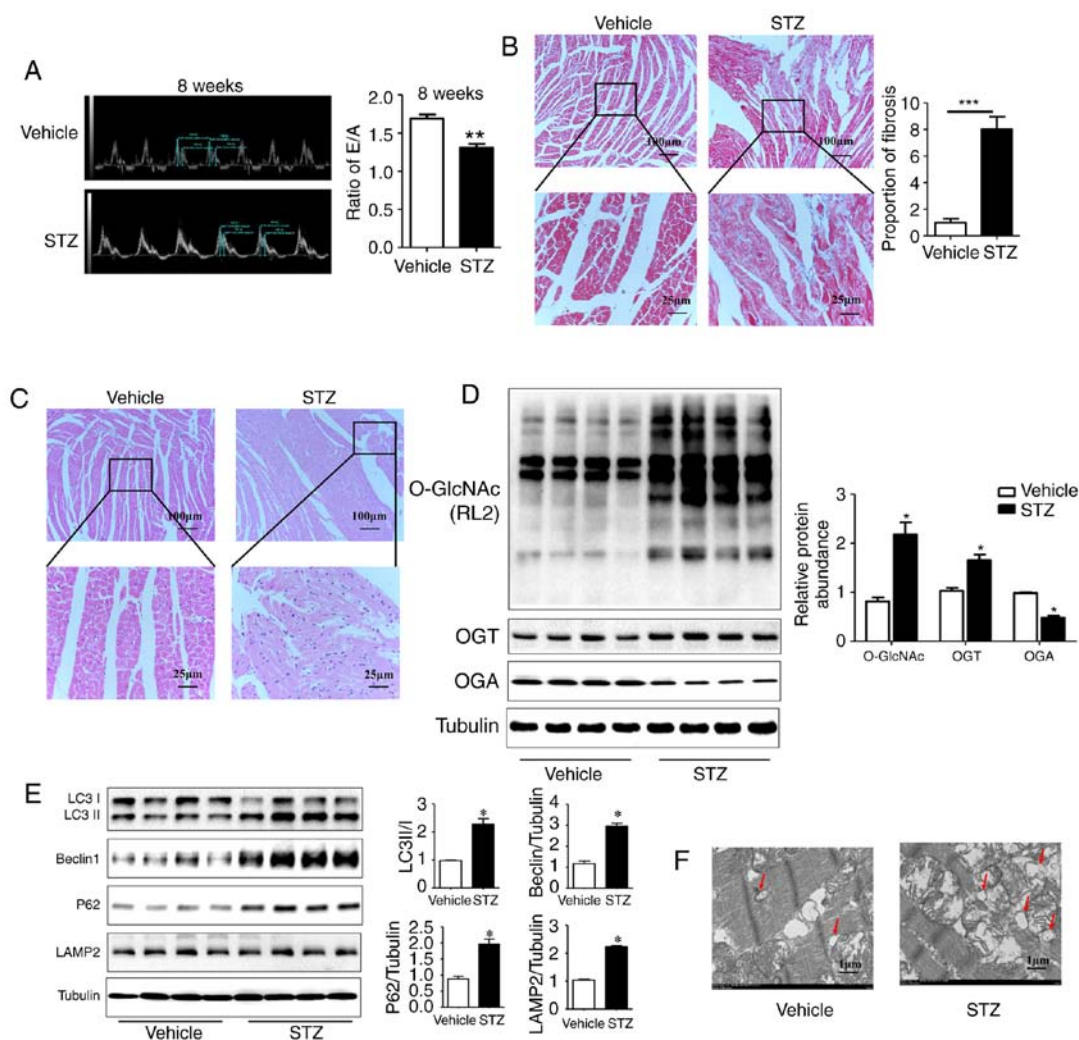 A
8 weeks
Vehicle
STZ
8 weeks
Ratio of E/A
2.0
1.8
1.0
0.6
0.0
**
Vehicle STZ
B
Vehicle
STZ
100μm
100μm
25μm
25μm
Proportion of fibrosis
10
8
6
4
2
0
***
Vehicle
STZ
C
Vehicle
STZ
100μm
100μm
25μm
25μm
D
O-GlcNAc
(RL2)
OGT
OGA
Tubulin
Vehicle
STZ
Relative protein
abundance
3
2
1
0
Vehicle
STZ
*
*
*
O-GlcNAc OGT OGA
E
LC3 I
LC3 II
Beclin1
P62
LAMP2
Tubulin
Vehicle
STZ
LC3II/I
3
2
1
0
*
Vehicle STZ
Beclin/Tubulin
4
3
2
1
0
*
Vehicle STZ
P62/Tubulin
2.5
2.0
1.5
1.0
0.5
0.0
*
Vehicle STZ
LAMP2/Tubulin
3
2
1
0
*
Vehicle STZ
F
1μm
1μm
Vehicle
STZ